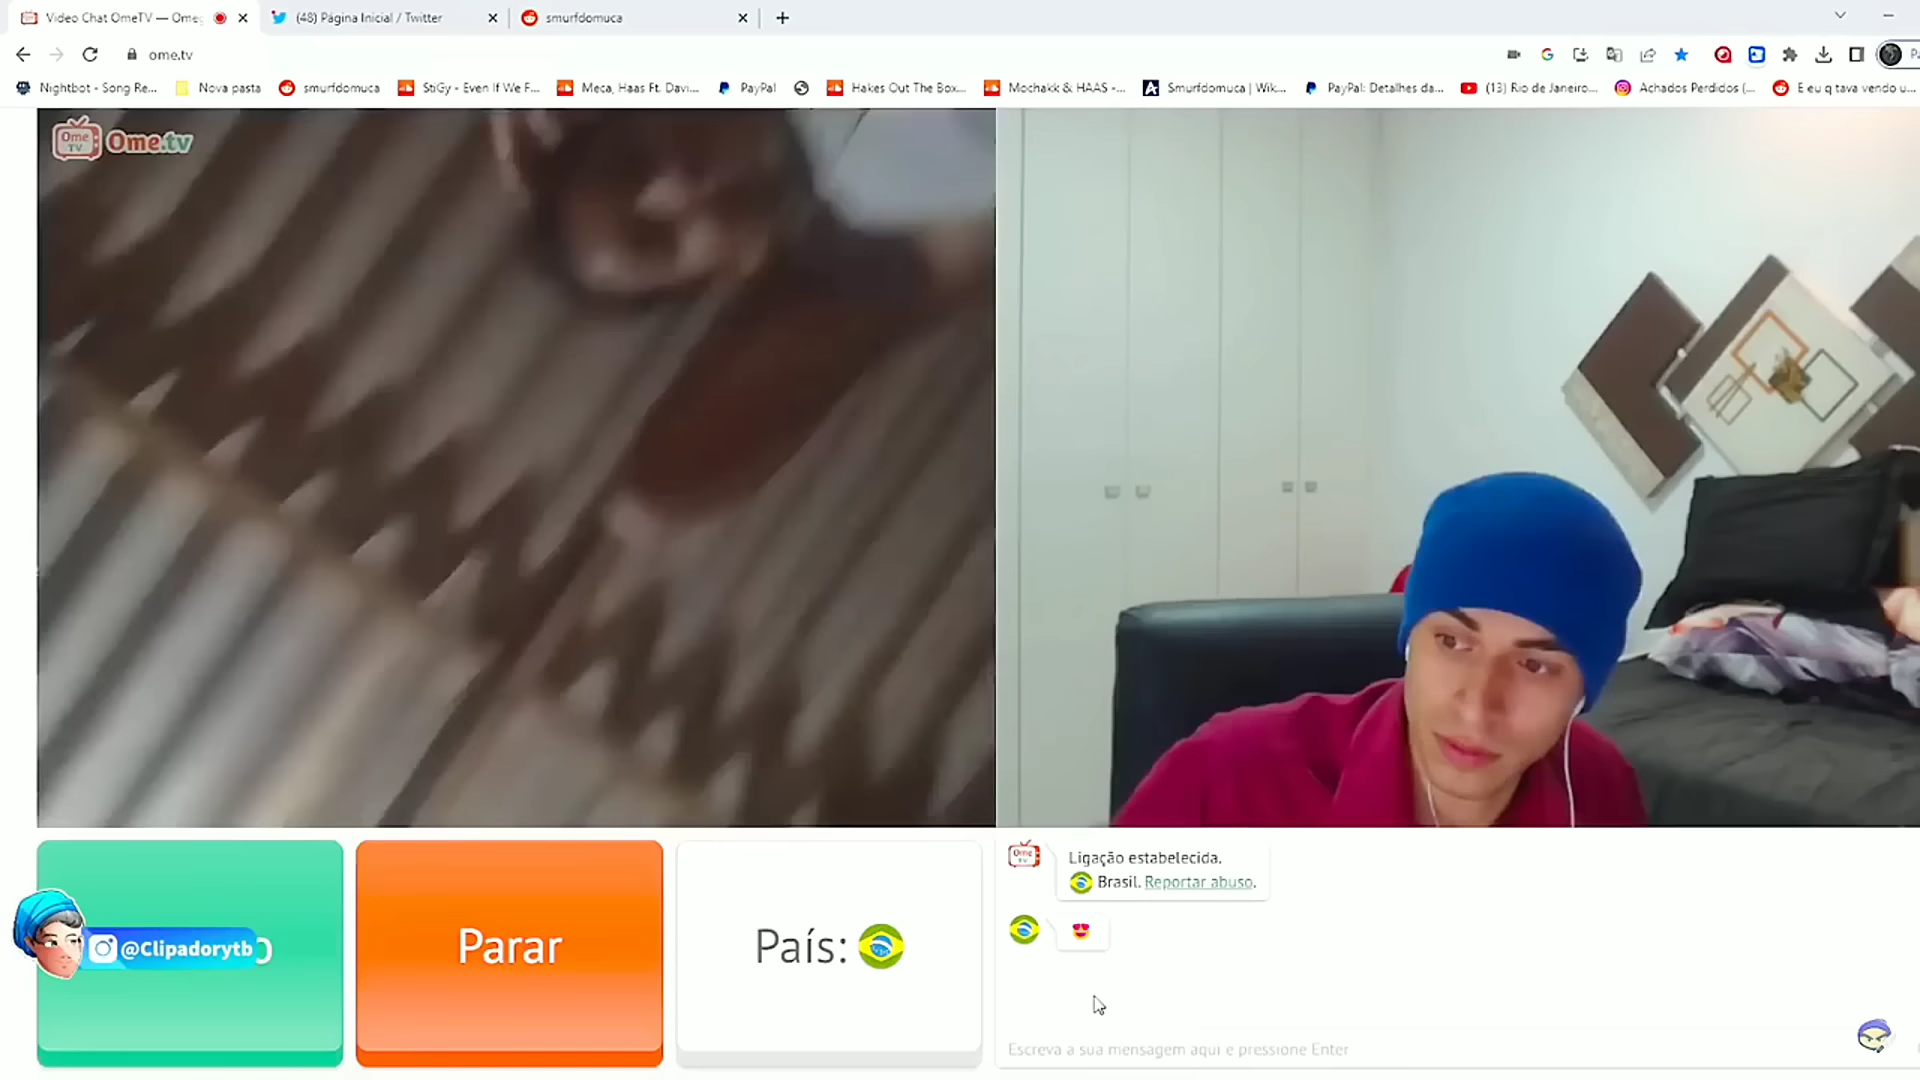 Video Chat OmeTV — Ome
(48) Página Inicial / Twitter
smurfdomuca
ome.tv
Nightbot - Song Re...
Nova pasta
smurfdomuca
StiGy - Even If We F...
Meca, Haas Ft. Davi...
PayPal
Hakes Out The Box...
Mochakk & HAAS -...
Smurfdomuca | Wik...
PayPal: Detalhes da...
(13) Rio de Janeiro...
Achados Perdidos (...
E eu q tava vendo u...
Ome TV
Ome.tv
Ligação estabelecida.
Brasil. Reportar abuso.
@Clipadorytb
Parar
País:
Escreva a sua mensagem aqui e pressione Enter